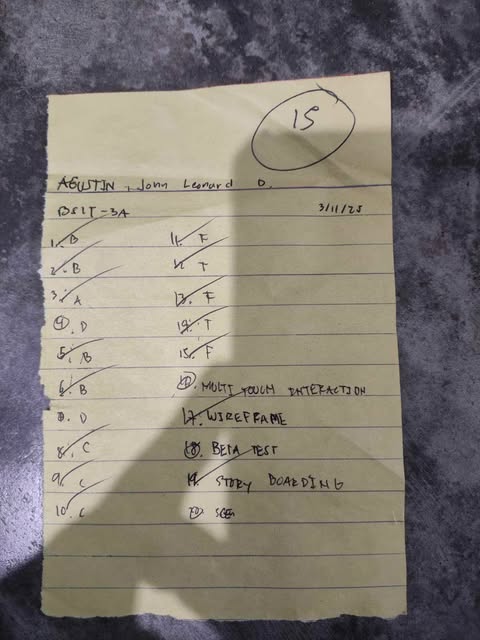 15
AGUSTIN, John Leonard D.
BSIT-3A 3/11/25
1. B
2. B
3. A
4. D
5. B
6. B
7. D
8. C
9. C
10. C
11. F
12. T
13. F
14. T
15. F
16. MULTI TOUCH INTERACTION
17. WIREFRAME
18. BETA TEST
19. STORY BOARDING
20.